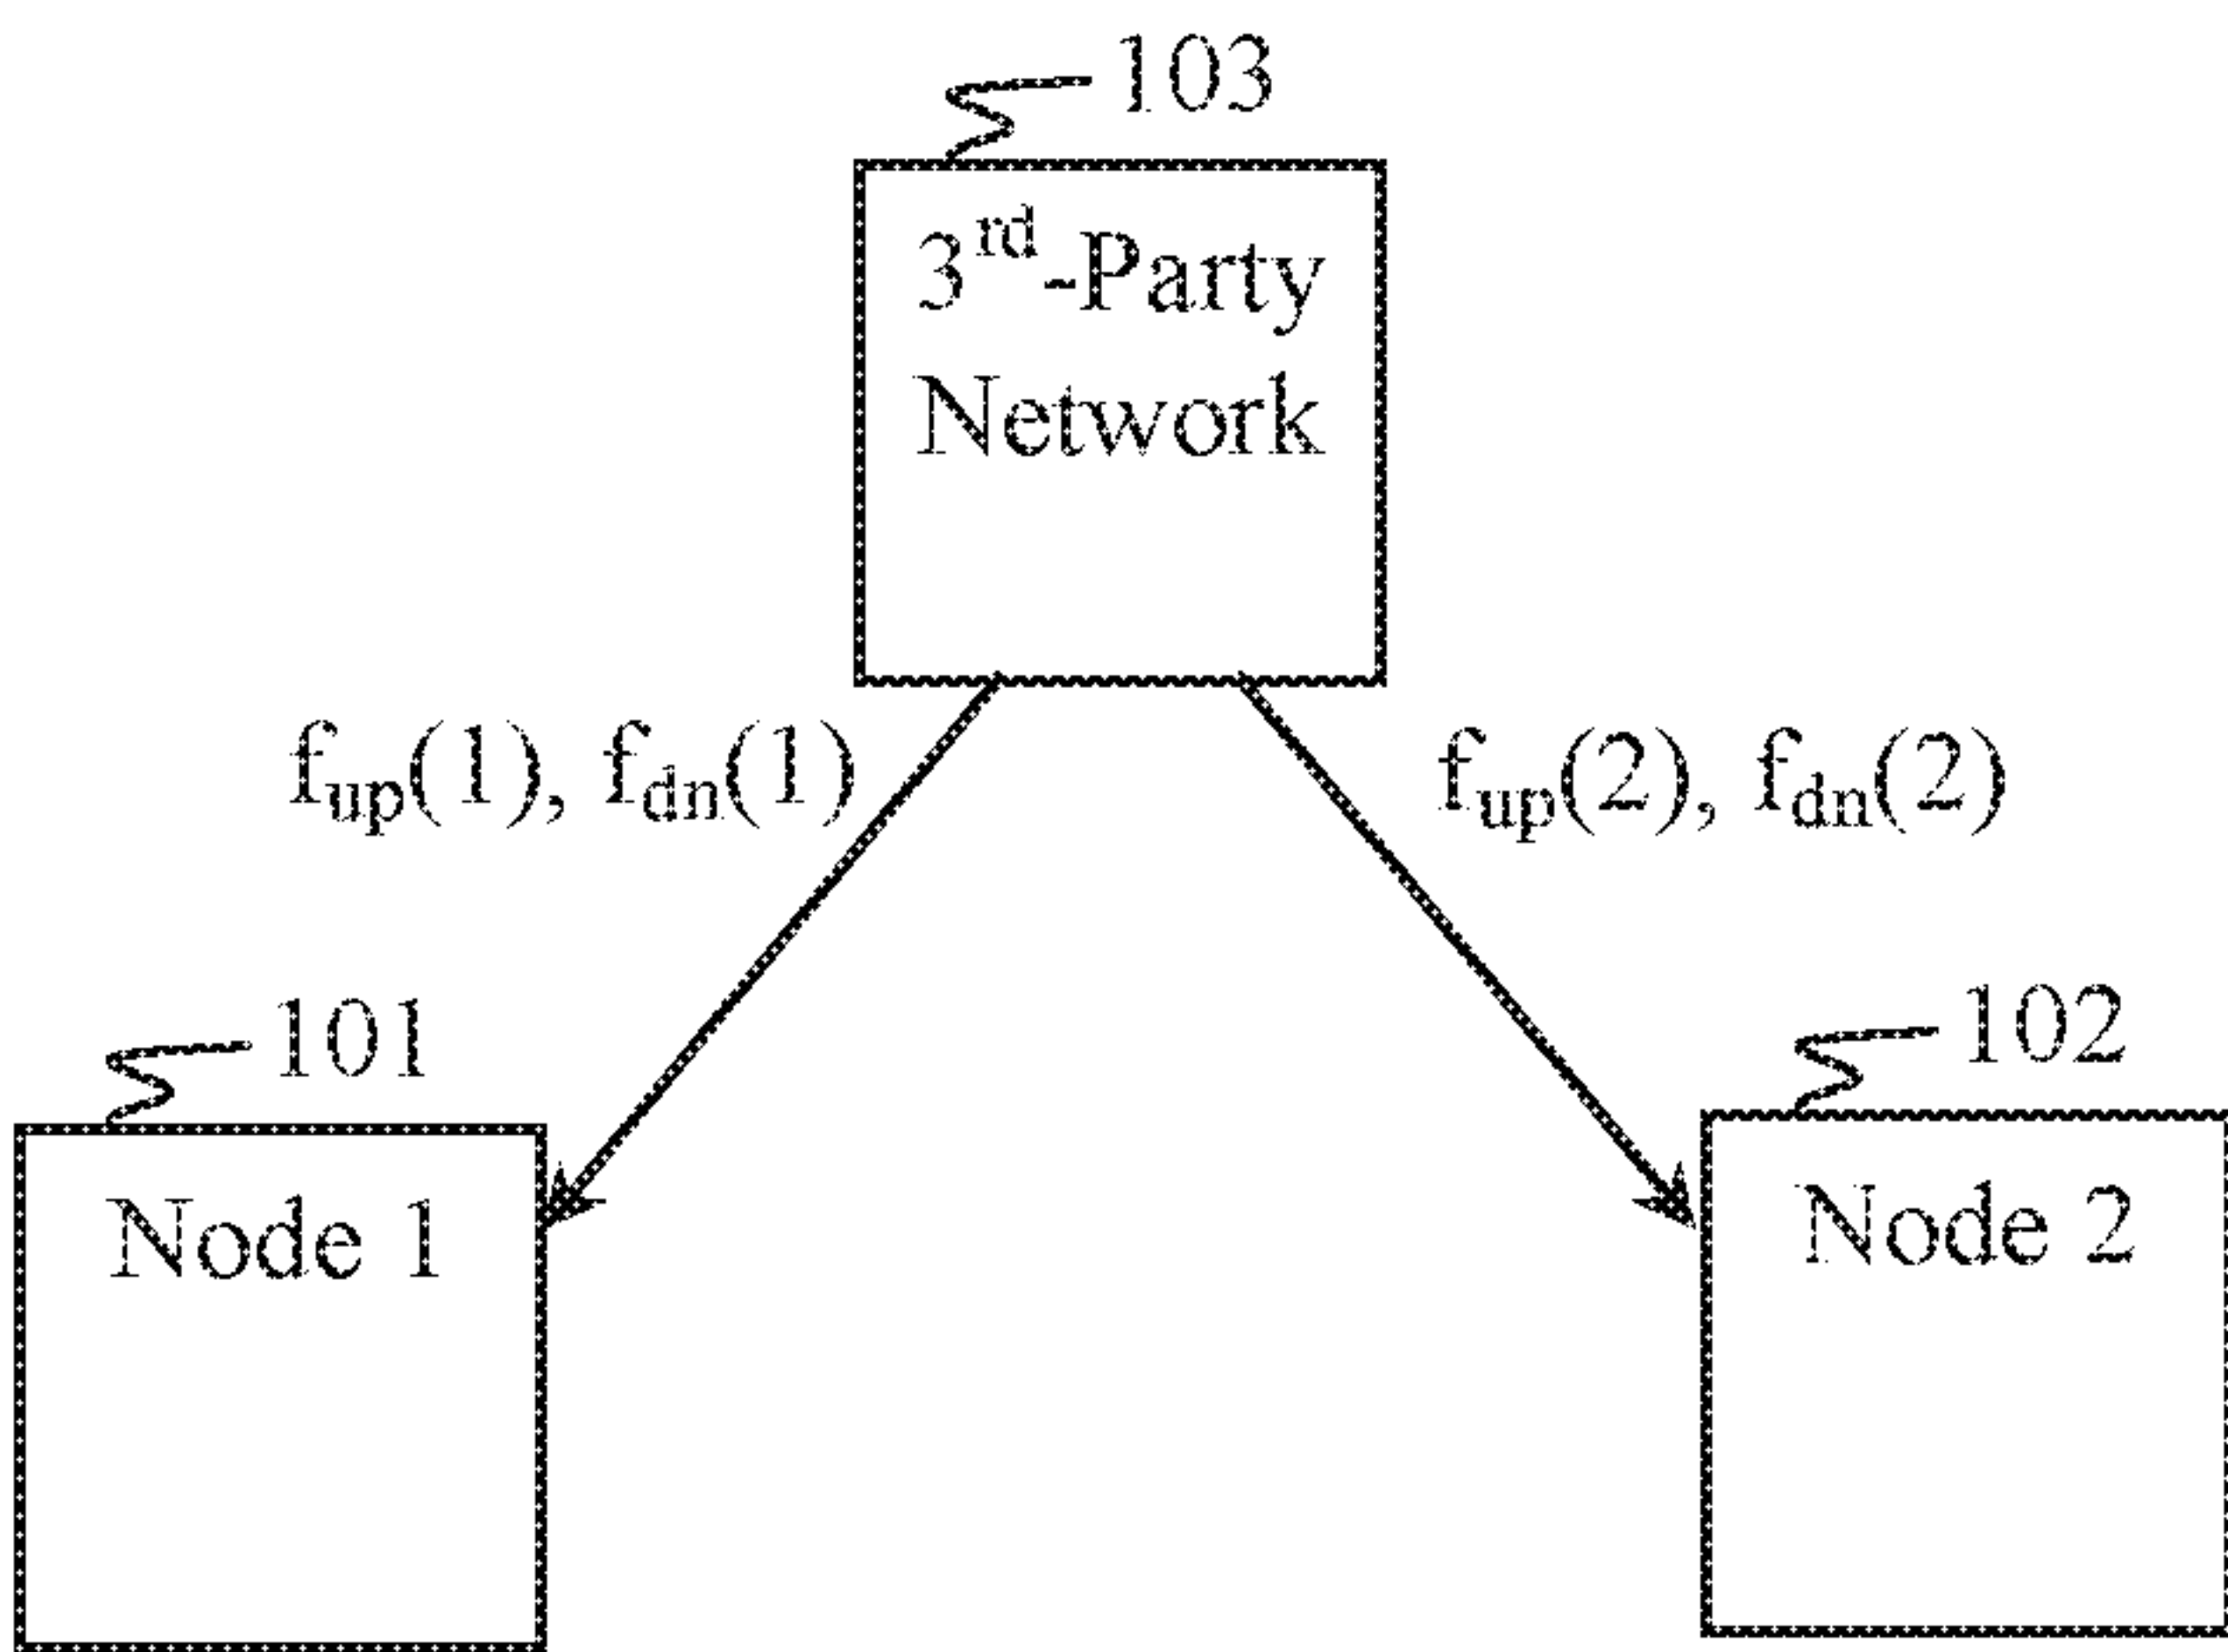 103
3rd-Party
Network
fup(1), fdn(1)
fup(2), fdn(2)
101
102
Node 1
Node 2